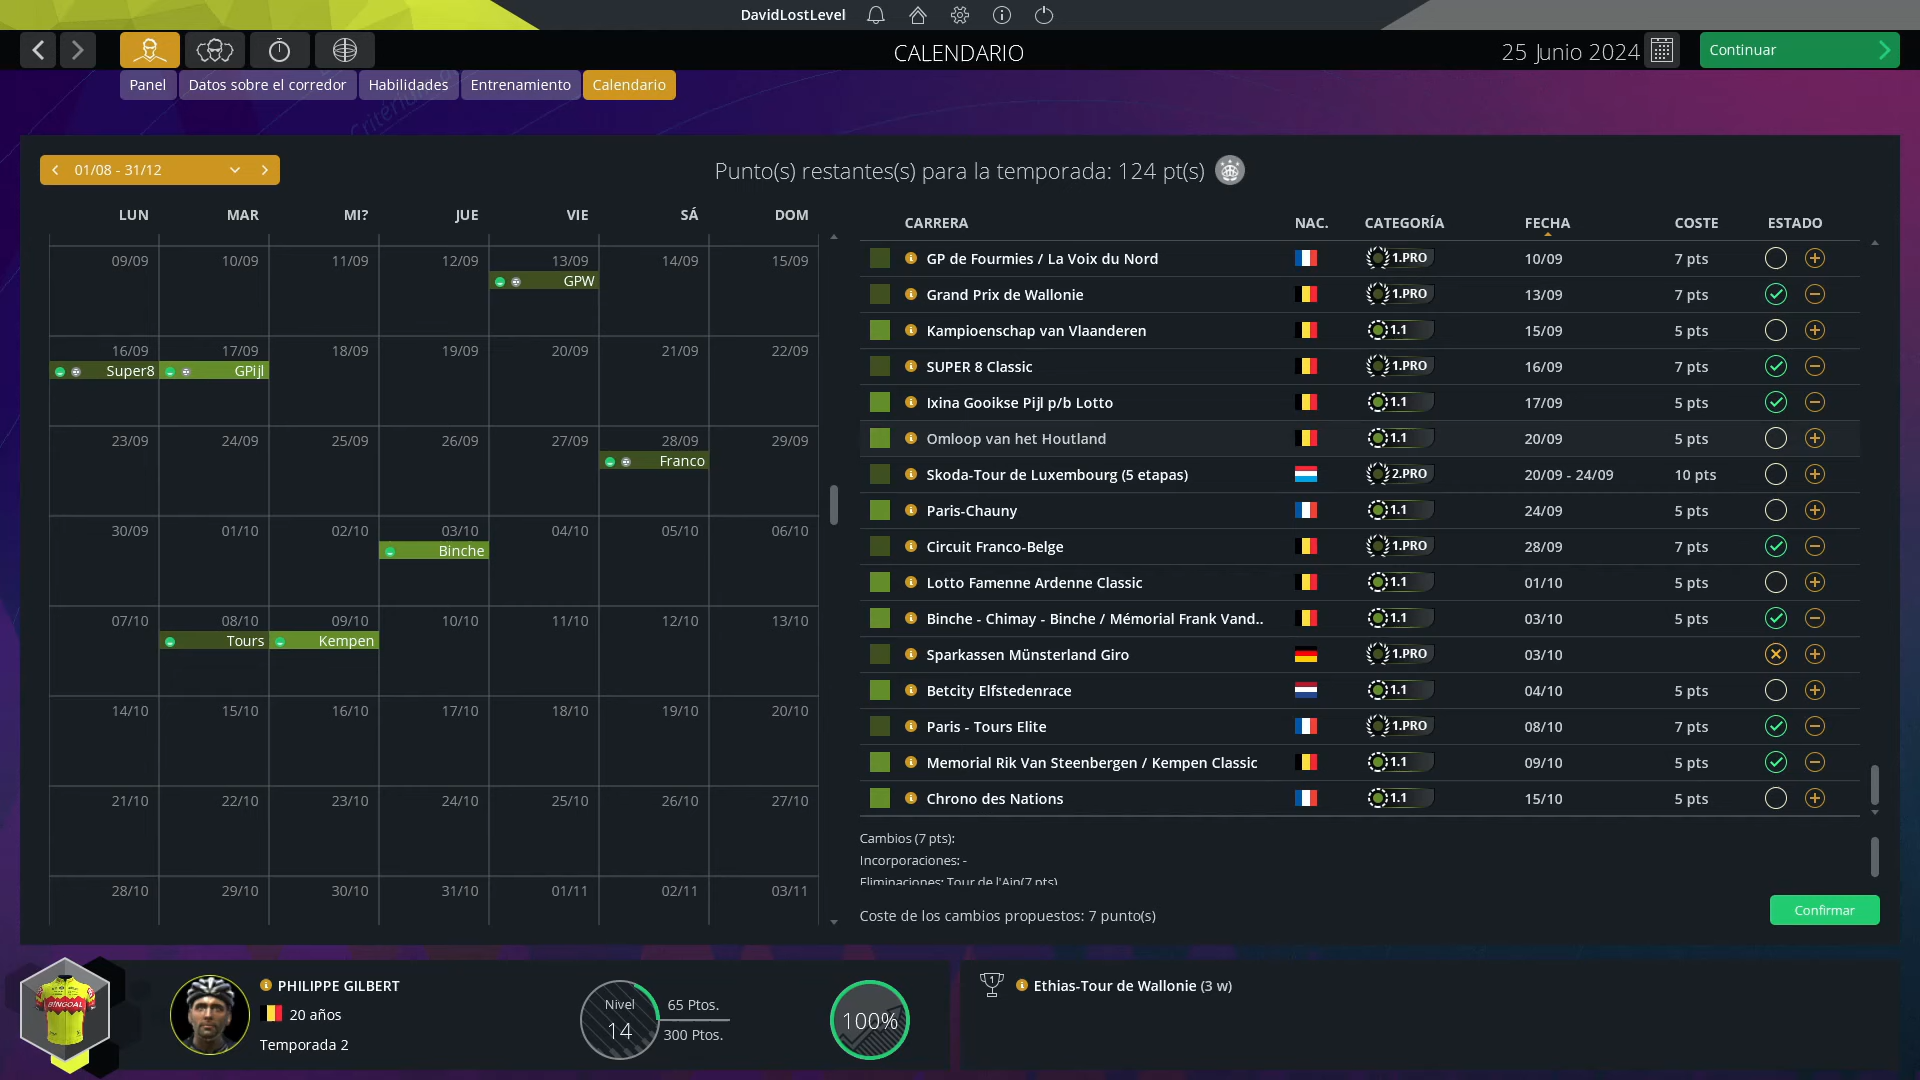 DavidLostLevel
CALENDARIO
25 Junio 2024
Continuar
Panel
Datos sobre el corredor
Habilidades
Entrenamiento
Calendario
01/08 - 31/12
Punto(s) restantes(s) para la temporada: 124 pt(s)
LUN MAR MI? JUE VIE SÁ DOM
09/09 10/09 11/09 12/09 13/09 14/09 15/09
GPW
16/09 17/09 18/09 19/09 20/09 21/09 22/09
Super8 GPijl
23/09 24/09 25/09 26/09 27/09 28/09 29/09
Franco
30/09 01/10 02/10 03/10 04/10 05/10 06/10
Binche
07/10 08/10 09/10 10/10 11/10 12/10 13/10
Tours Kempen
14/10 15/10 16/10 17/10 18/10 19/10 20/10
21/10 22/10 23/10 24/10 25/10 26/10 27/10
28/10 29/10 30/10 31/10 01/11 02/11 03/11
CARRERA NAC. CATEGORÍA FECHA COSTE ESTADO
GP de Fourmies / La Voix du Nord 1.PRO 10/09 7 pts
Grand Prix de Wallonie 1.PRO 13/09 7 pts
Kampioenschap van Vlaanderen 1.1 15/09 5 pts
SUPER 8 Classic 1.PRO 16/09 7 pts
Ixina Gooikse Pijl p/b Lotto 1.1 17/09 5 pts
Omloop van het Houtland 1.1 20/09 5 pts
Skoda-Tour de Luxembourg (5 etapas) 2.PRO 20/09 - 24/09 10 pts
Paris-Chauny 1.1 24/09 5 pts
Circuit Franco-Belge 1.PRO 28/09 7 pts
Lotto Famenne Ardenne Classic 1.1 01/10 5 pts
Binche - Chimay - Binche / Mémorial Frank Vand.. 1.1 03/10 5 pts
Sparkassen Münsterland Giro 1.PRO 03/10
Betcity Elfstedenrace 1.1 04/10 5 pts
Paris - Tours Elite 1.PRO 08/10 7 pts
Memorial Rik Van Steenbergen / Kempen Classic 1.1 09/10 5 pts
Chrono des Nations 1.1 15/10 5 pts
Cambios (7 pts):
Incorporaciones: -
Eliminaciones: Tour de l'Ain(7 pts)
Coste de los cambios propuestos: 7 punto(s)
Confirmar
BINGOAL
PHILIPPE GILBERT
20 años
Temporada 2
Nivel
14
65 Ptos.
300 Ptos.
100%
1
Ethias-Tour de Wallonie (3 w)